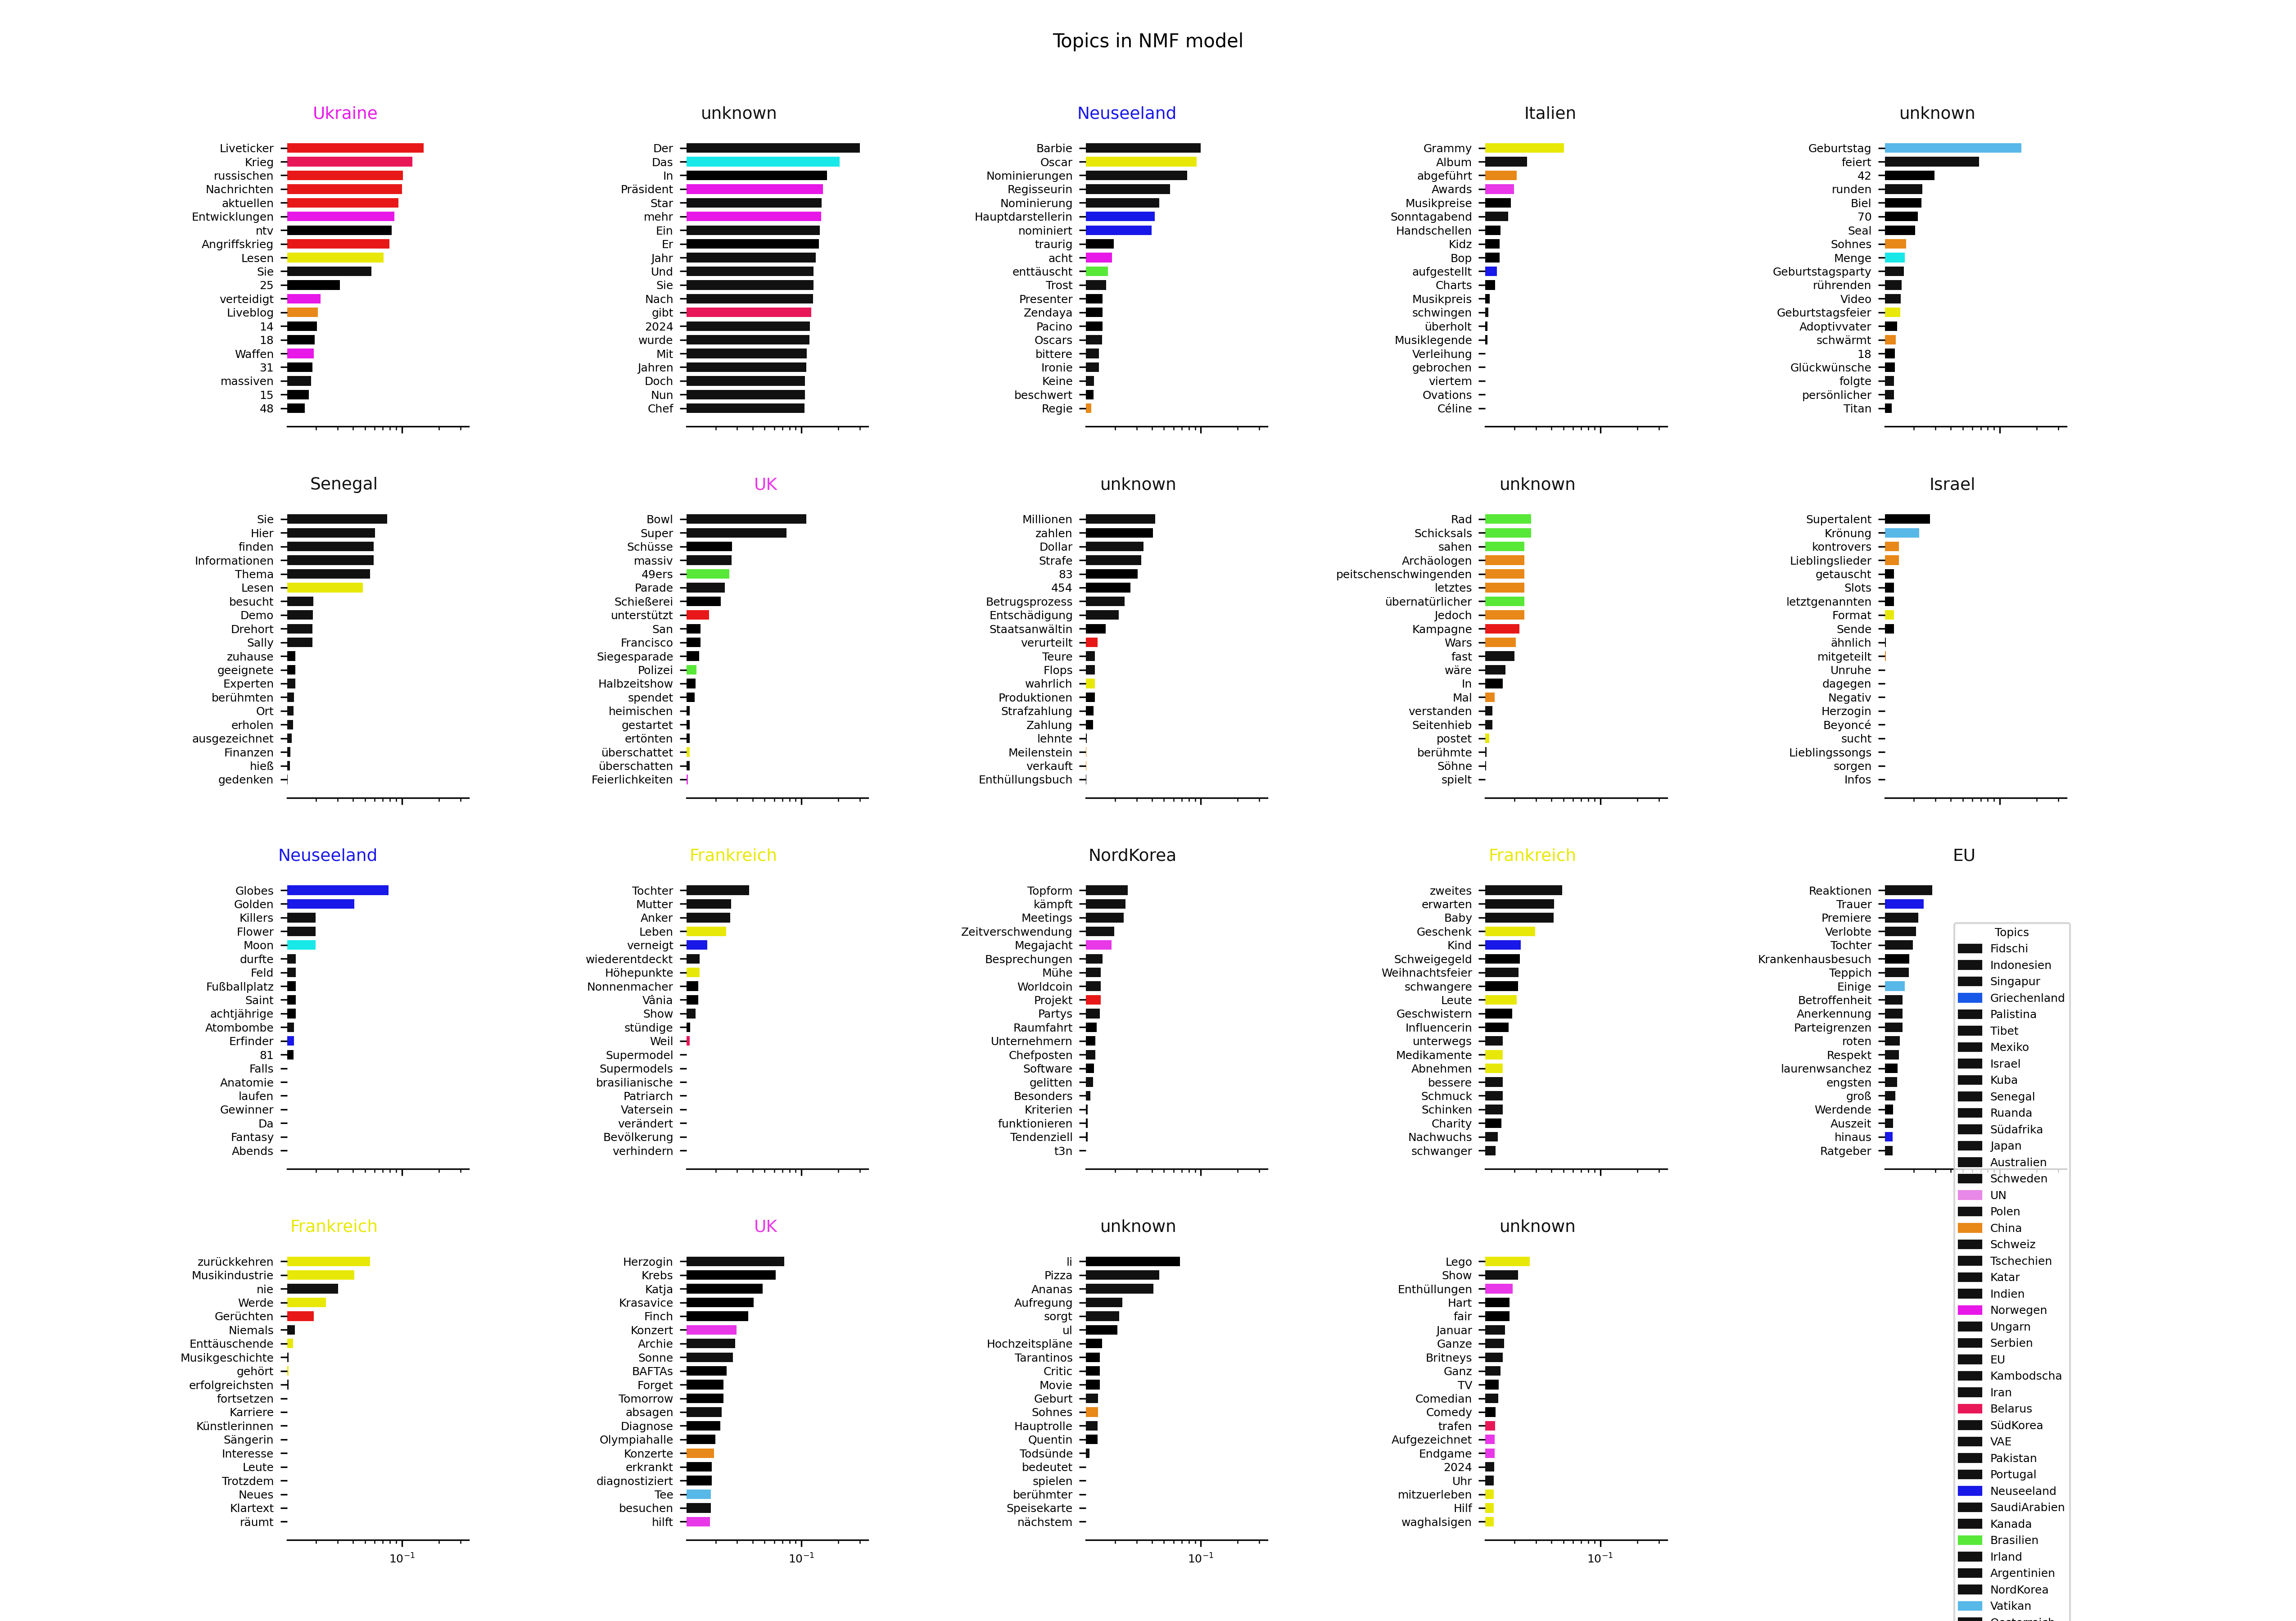 Topics in NMF model
Ukraine
Liveticker
Krieg
russischen
Nachrichten
aktuellen
Entwicklungen
ntv
Angriffskrieg
Lesen
Sie
25
verteidigt
Liveblog
14
18
Waffen
31
massiven
15
48
unknown
Der
Das
In
Präsident
Star
mehr
Ein
Er
Jahr
Und
Sie
Nach
gibt
2024
wurde
Mit
Jahren
Doch
Nun
Chef
Neuseeland
Barbie
Oscar
Nominierungen
Regisseurin
Nominierung
Hauptdarstellerin
nominiert
traurig
acht
enttäuscht
Trost
Presenter
Zendaya
Pacino
Oscars
bittere
Ironie
Keine
beschwert
Regie
Italien
Grammy
Album
abgeführt
Awards
Musikpreise
Sonntagabend
Handschellen
Kidz
Bop
aufgestellt
Charts
Musikpreis
schwingen
überholt
Musiklegende
Verleihung
gebrochen
viertem
Ovations
Céline
unknown
Geburtstag
feiert
42
runden
Biel
70
Seal
Sohnes
Menge
Geburtstagsparty
rührenden
Video
Geburtstagsfeier
Adoptivvater
schwärmt
18
Glückwünsche
folgte
persönlicher
Titan
Senegal
Sie
Hier
finden
Informationen
Thema
Lesen
besucht
Demo
Drehort
Sally
zuhause
geeignete
Experten
berühmten
Ort
erholen
ausgezeichnet
Finanzen
hieß
gedenken
UK
Bowl
Super
Schüsse
massiv
49ers
Parade
Schießerei
unterstützt
San
Francisco
Siegesparade
Polizei
Halbzeitshow
spendet
heimischen
gestartet
ertönten
überschattet
überschatten
Feierlichkeiten
unknown
Millionen
zahlen
Dollar
Strafe
83
454
Betrugsprozess
Entschädigung
Staatsanwältin
verurteilt
Teure
Flops
wahrlich
Produktionen
Strafzahlung
Zahlung
lehnte
Meilenstein
verkauft
Enthüllungsbuch
unknown
Rad
Schicksals
sahen
Archäologen
peitschenschwingenden
letztes
übernatürlicher
Jedoch
Kampagne
Wars
fast
wäre
In
Mal
verstanden
Seitenhieb
postet
berühmte
Söhne
spielt
Israel
Supertalent
Krönung
kontrovers
Lieblingslieder
getauscht
Slots
letztgenannten
Format
Sende
ähnlich
mitgeteilt
Unruhe
dagegen
Negativ
Herzogin
Beyoncé
sucht
Lieblingssongs
sorgen
Infos
Neuseeland
Globes
Golden
Killers
Flower
Moon
durfte
Feld
Fußballplatz
Saint
achtjährige
Atombombe
Erfinder
81
Falls
Anatomie
laufen
Gewinner
Da
Fantasy
Abends
Frankreich
Tochter
Mutter
Anker
Leben
verneigt
wiederentdeckt
Höhepunkte
Nonnenmacher
Vânia
Show
stündige
Weil
Supermodel
Supermodels
brasilianische
Patriarch
Vatersein
verändert
Bevölkerung
verhindern
NordKorea
Topform
kämpft
Meetings
Zeitverschwendung
Megajacht
Besprechungen
Mühe
Worldcoin
Projekt
Partys
Raumfahrt
Unternehmern
Chefposten
Software
gelitten
Besonders
Kriterien
funktionieren
Tendenziell
t3n
Frankreich
zweites
erwarten
Baby
Geschenk
Kind
Schweigegeld
Weihnachtsfeier
schwangere
Leute
Geschwistern
Influencerin
unterwegs
Medikamente
Abnehmen
bessere
Schmuck
Schinken
Charity
Nachwuchs
schwanger
EU
Reaktionen
Trauer
Premiere
Verlobte
Tochter
Krankenhausbesuch
Teppich
Einige
Betroffenheit
Anerkennung
Parteigrenzen
roten
Respekt
laurenwsanchez
engsten
groß
Werdende
Auszeit
hinaus
Ratgeber
Frankreich
zurückkehren
Musikindustrie
nie
Werde
Gerüchten
Niemals
Enttäuschende
Musikgeschichte
gehört
erfolgreichsten
fortsetzen
Karriere
Künstlerinnen
Sängerin
Interesse
Leute
Trotzdem
Neues
Klartext
räumt
10⁻¹
UK
Herzogin
Krebs
Katja
Krasavice
Finch
Konzert
Archie
Sonne
BAFTAs
Forget
Tomorrow
absagen
Diagnose
Olympiahalle
Konzerte
erkrankt
diagnostiziert
Tee
besuchen
hilft
10⁻¹
unknown
li
Pizza
Ananas
Aufregung
sorgt
ul
Hochzeitspläne
Tarantinos
Critic
Movie
Geburt
Sohnes
Hauptrolle
Quentin
Todsünde
bedeutet
spielen
berühmter
Speisekarte
nächstem
10⁻¹
unknown
Lego
Show
Enthüllungen
Hart
fair
Januar
Ganze
Britneys
Ganz
TV
Comedian
Comedy
trafen
Aufgezeichnet
Endgame
2024
Uhr
mitzuerleben
Hilf
waghalsigen
10⁻¹
Topics
Fidschi
Indonesien
Singapur
Griechenland
Palistina
Tibet
Mexiko
Israel
Kuba
Senegal
Ruanda
Südafrika
Japan
Australien
Schweden
UN
Polen
China
Schweiz
Tschechien
Katar
Indien
Norwegen
Ungarn
Serbien
EU
Kambodscha
Iran
Belarus
SüdKorea
VAE
Pakistan
Portugal
Neuseeland
SaudiArabien
Kanada
Brasilien
Irland
Argentinien
NordKorea
Vatikan